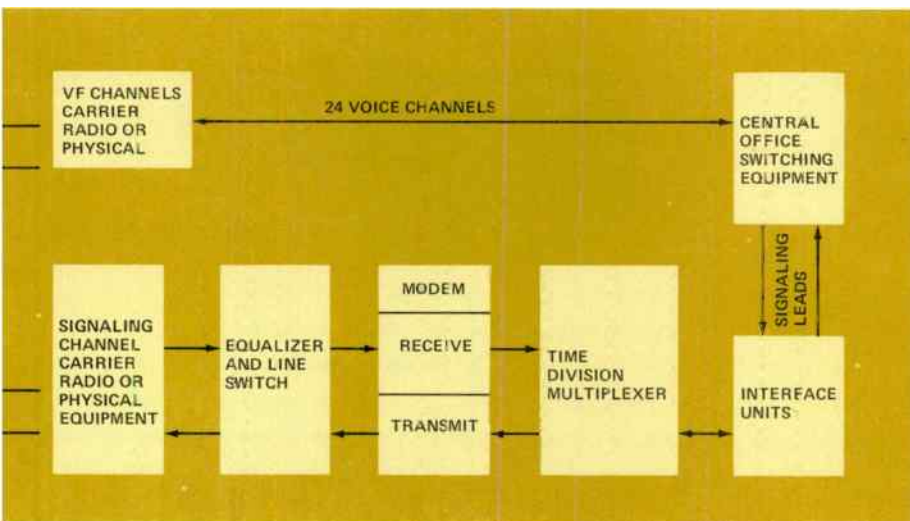 VF CHANNELS
CARRIER
RADIO OR
PHYSICAL
24 VOICE CHANNELS
CENTRAL
OFFICE
SWITCHING
EQUIPMENT
SIGNALING
LEADS
SIGNALING
CHANNEL
CARRIER
RADIO OR
PHYSICAL
EQUIPMENT
EQUALIZER
AND LINE
SWITCH
MODEM
RECEIVE
TRANSMIT
TIME
DIVISION
MULTIPLEXER
INTERFACE
UNITS